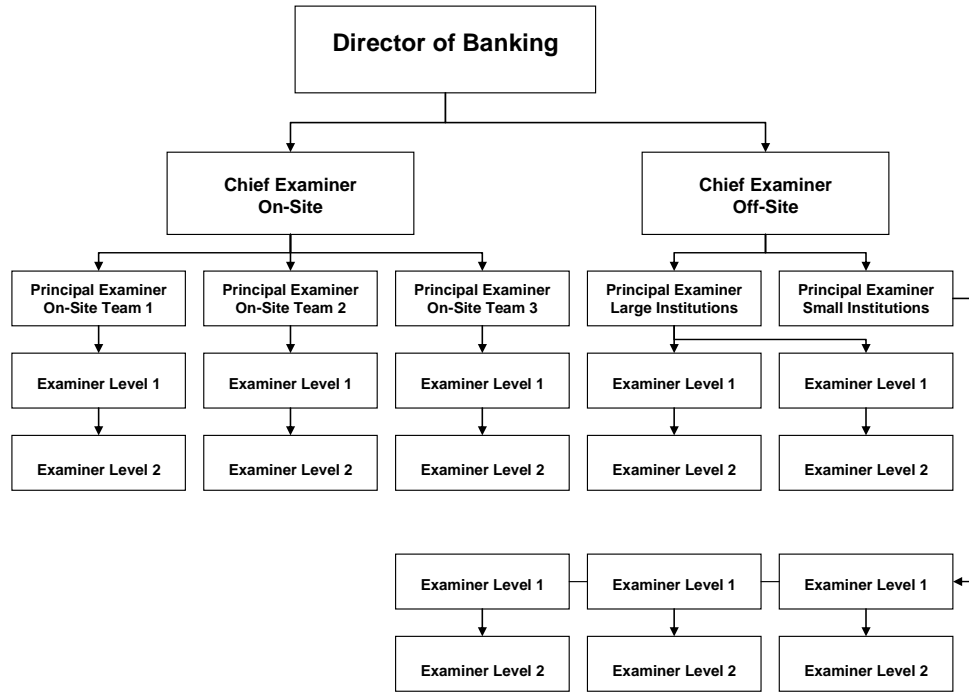 Director of Banking
Chief Examiner
On-Site
Chief Examiner
Off-Site
Principal Examiner
On-Site Team 1
Principal Examiner
On-Site Team 2
Principal Examiner
On-Site Team 3
Principal Examiner
Large Institutions
Principal Examiner
Small Institutions
Examiner Level 1
Examiner Level 1
Examiner Level 1
Examiner Level 1
Examiner Level 1
Examiner Level 2
Examiner Level 2
Examiner Level 2
Examiner Level 2
Examiner Level 2
Examiner Level 1
Examiner Level 1
Examiner Level 1
Examiner Level 2
Examiner Level 2
Examiner Level 2